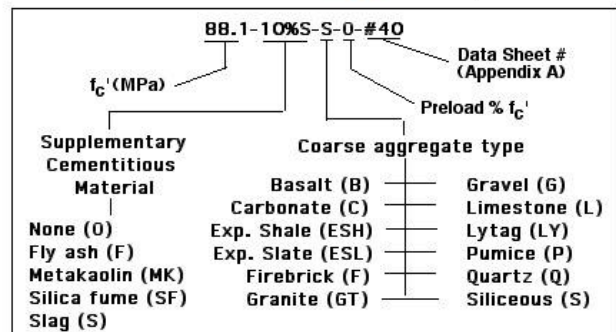 88.1-10%S-S-0-#40
Data Sheet #
(Appendix A)
fc'(MPa)
Preload % fc'
Supplementary
Cementitious
Material
None (O)
Fly ash (F)
Metakaolin (MK)
Silica fume (SF)
Slag (S)
Coarse aggregate type
Basalt (B)
Carbonate (C)
Exp. Shale (ESH)
Exp. Slate (ESL)
Firebrick (F)
Granite (GT)
Gravel (G)
Limestone (L)
Lytag (LY)
Pumice (P)
Quartz (Q)
Siliceous (S)